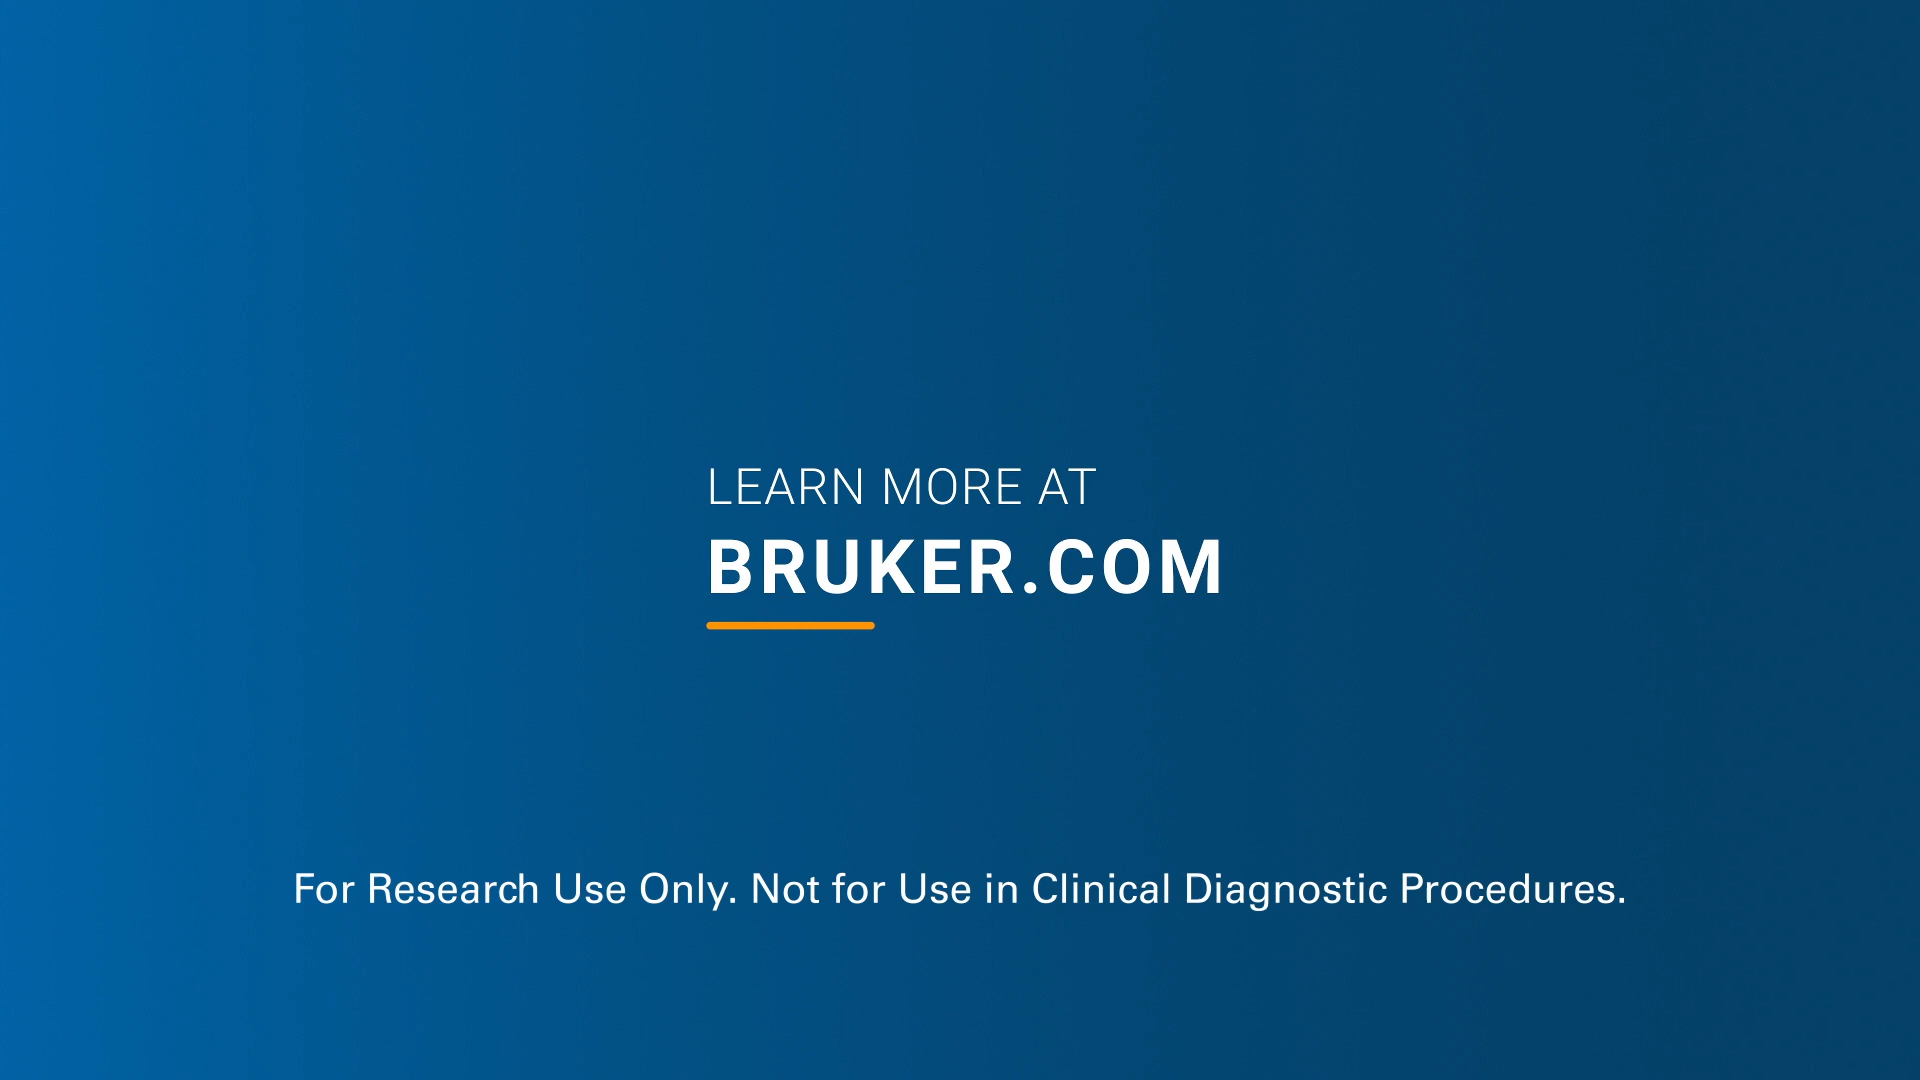 LEARN MORE AT
BRUKER.COM
For Research Use Only. Not for Use in Clinical Diagnostic Procedures.